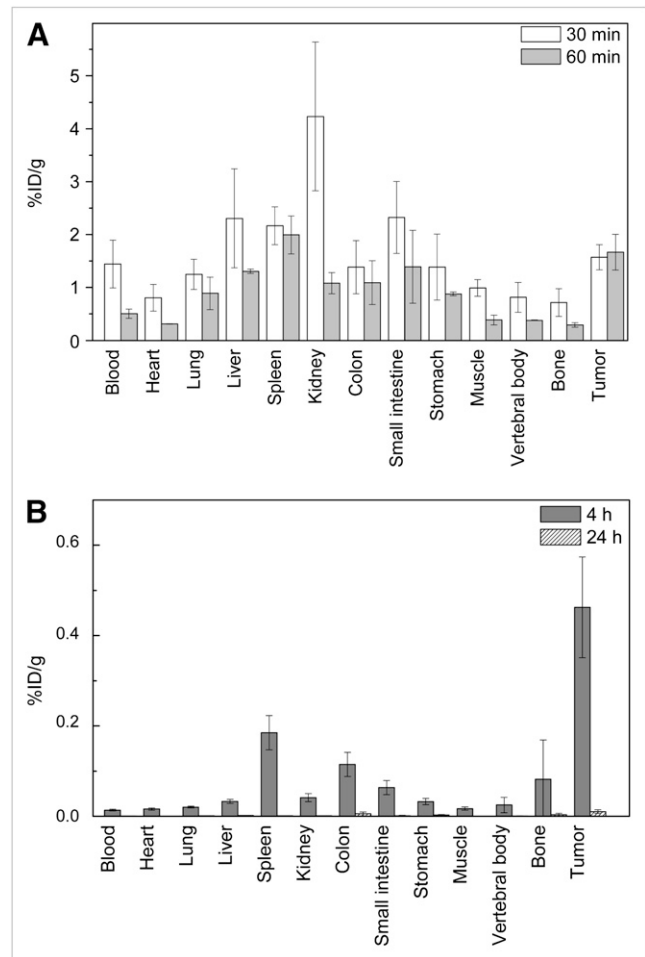 A
30 min
60 min
5
4
3
2
1
0
%ID/g
Blood
Heart
Lung
Liver
Spleen
Kidney
Colon
Small intestine
Stomach
Muscle
Vertebral body
Bone
Tumor
B
4 h
24 h
0.6
0.4
0.2
0.0
%ID/g
Blood
Heart
Lung
Liver
Spleen
Kidney
Colon
Small intestine
Stomach
Muscle
Vertebral body
Bone
Tumor